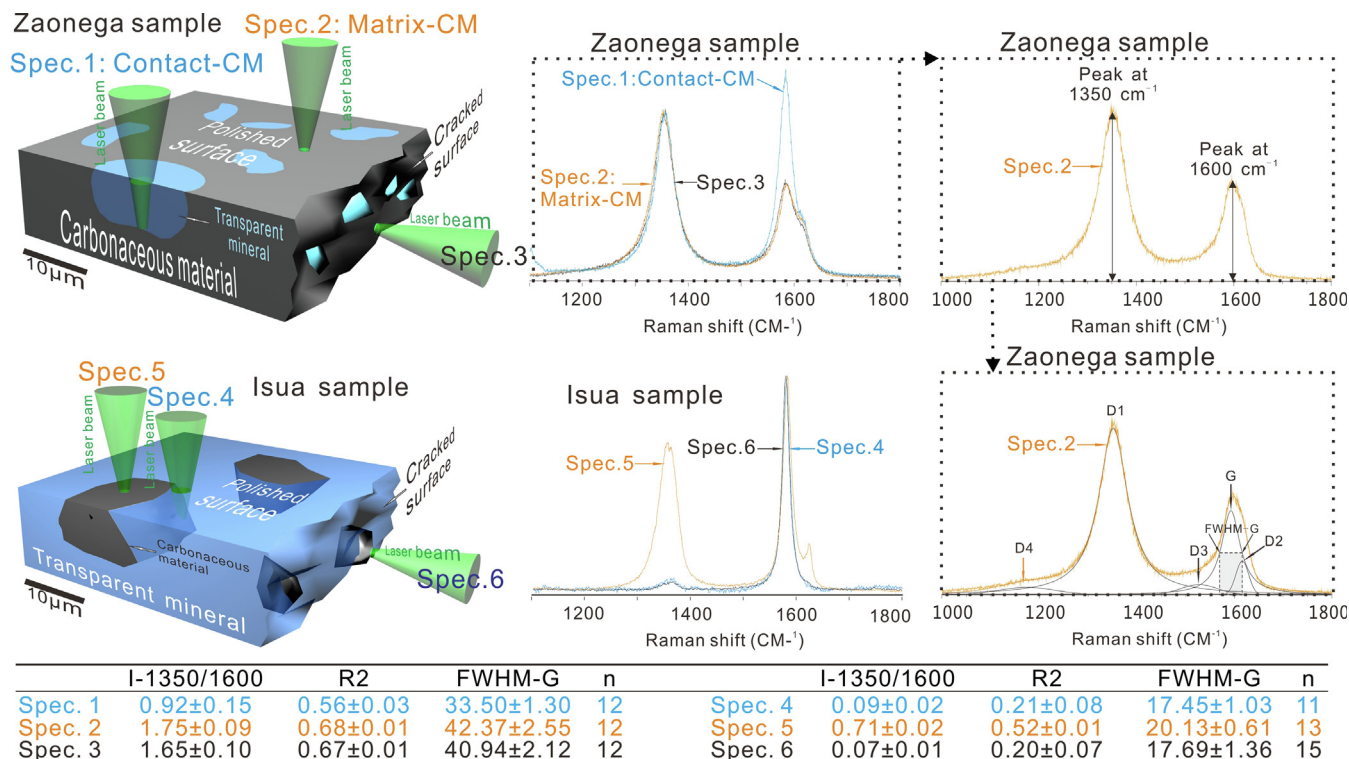 Zaonega sample
Spec.2: Matrix-CM
Spec.1: Contact-CM
Laser beam
Laser beam
Polished
surface
Cracked
surface
Transparent
mineral
Carbonaceous material
Laser beam
Spec.3
10μm
Zaonega sample
Spec.1:Contact-CM
Spec.2:
Matrix-CM
Spec.3
1200
1400
1600
1800
Raman shift (CM-¹)
Zaonega sample
Peak at
1350 cm⁻¹
Peak at
1600 cm⁻¹
Spec.2
1000
1200
1400
1600
1800
Raman shift (CM-¹)
Spec.5
Spec.4
Isua sample
Laser beam
Laser beam
Polished
surface
Cracked
surface
Carbonaceous
material
Transparent mineral
Laser beam
Spec.6
10μm
Isua sample
Spec.5
Spec.6
Spec.4
1200
1400
1600
1800
Raman shift (CM-¹)
Zaonega sample
D1
Spec.2
G
FWHM-G
D2
D3
D4
1000
1200
1400
1600
1800
Raman shift (CM-¹)
I-1350/1600 R2 FWHM-G n I-1350/1600 R2 FWHM-G n
Spec. 1 0.92±0.15 0.56±0.03 33.50±1.30 12 Spec. 4 0.09±0.02 0.21±0.08 17.45±1.03 11
Spec. 2 1.75±0.09 0.68±0.01 42.37±2.55 12 Spec. 5 0.71±0.02 0.52±0.01 20.13±0.61 13
Spec. 3 1.65±0.10 0.67±0.01 40.94±2.12 12 Spec. 6 0.07±0.01 0.20±0.07 17.69±1.36 15